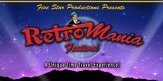 Five Star Productions Presents
RetroMania
Festival
A Unique Time Travel Experience!